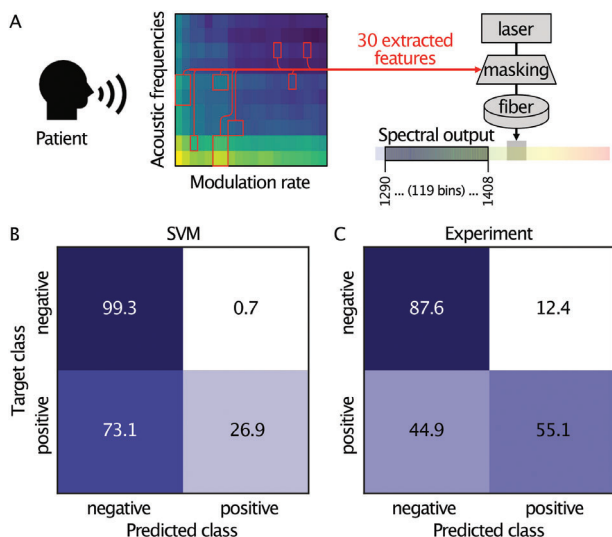 A
Patient
Acoustic frequencies
Modulation rate
30 extracted
features
laser
masking
fiber
Spectral output
1290 ... (119 bins) ... 1408
B
SVM
Target class
negative
positive
99.3
0.7
73.1
26.9
negative
positive
Predicted class
C
Experiment
negative
positive
87.6
12.4
44.9
55.1
negative
positive
Predicted class